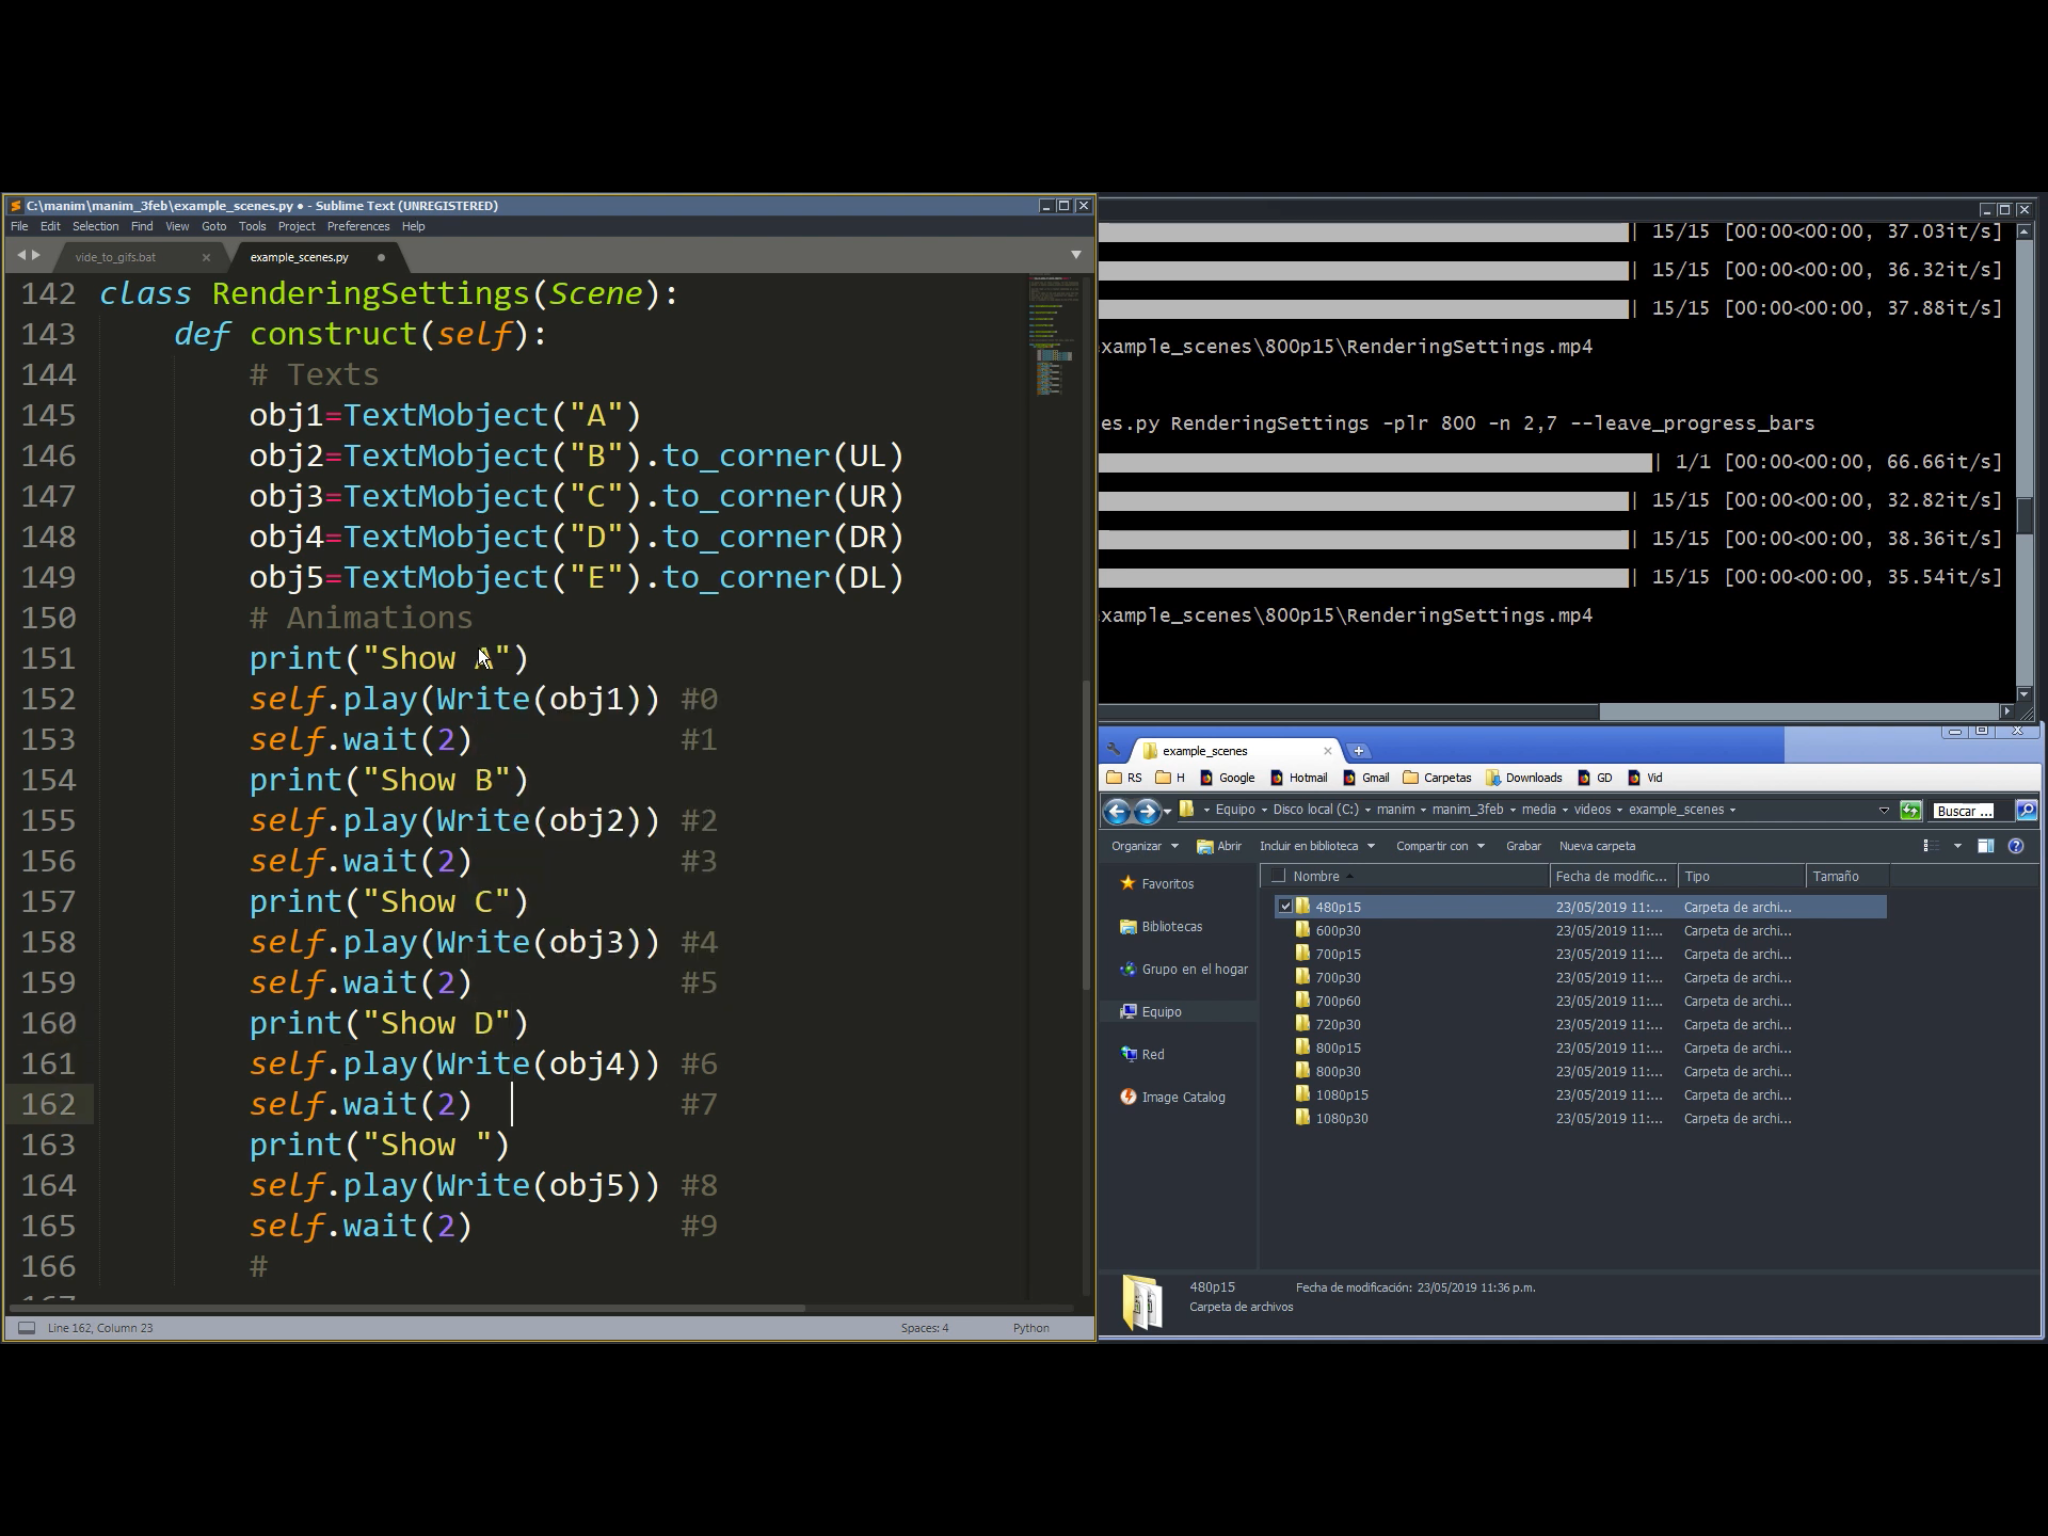 C:\manim\manim_3feb\example_scenes.py • - Sublime Text (UNREGISTERED)
File Edit Selection Find View Goto Tools Project Preferences Help
vide_to_gifs.bat
example_scenes.py
142 class RenderingSettings(Scene):
143 def construct(self):
144 # Texts
145 obj1=TextMobject("A")
146 obj2=TextMobject("B").to_corner(UL)
147 obj3=TextMobject("C").to_corner(UR)
148 obj4=TextMobject("D").to_corner(DR)
149 obj5=TextMobject("E").to_corner(DL)
150 # Animations
151 print("Show A")
152 self.play(Write(obj1)) #0
153 self.wait(2) #1
154 print("Show B")
155 self.play(Write(obj2)) #2
156 self.wait(2) #3
157 print("Show C")
158 self.play(Write(obj3)) #4
159 self.wait(2) #5
160 print("Show D")
161 self.play(Write(obj4)) #6
162 self.wait(2) #7
163 print("Show ")
164 self.play(Write(obj5)) #8
165 self.wait(2) #9
166 #
Line 162, Column 23
Spaces: 4
Python
| 15/15 [00:00<00:00, 37.03it/s]
| 15/15 [00:00<00:00, 36.32it/s]
| 15/15 [00:00<00:00, 37.88it/s]
xample_scenes\800p15\RenderingSettings.mp4
es.py RenderingSettings -plr 800 -n 2,7 --leave_progress_bars
| 1/1 [00:00<00:00, 66.66it/s]
| 15/15 [00:00<00:00, 32.82it/s]
| 15/15 [00:00<00:00, 38.36it/s]
| 15/15 [00:00<00:00, 35.54it/s]
xample_scenes\800p15\RenderingSettings.mp4
example_scenes
RS H Google Hotmail Gmail Carpetas Downloads GD Vid
Equipo Disco local (C:) manim manim_3feb media videos example_scenes
Buscar ...
Organizar Abrir Incluir en biblioteca Compartir con Grabar Nueva carpeta
Favoritos
Bibliotecas
Grupo en el hogar
Equipo
Red
Image Catalog
Nombre Fecha de modific... Tipo Tamaño
480p15 23/05/2019 11:... Carpeta de archi...
600p30 23/05/2019 11:... Carpeta de archi...
700p15 23/05/2019 11:... Carpeta de archi...
700p30 23/05/2019 11:... Carpeta de archi...
700p60 23/05/2019 11:... Carpeta de archi...
720p30 23/05/2019 11:... Carpeta de archi...
800p15 23/05/2019 11:... Carpeta de archi...
800p30 23/05/2019 11:... Carpeta de archi...
1080p15 23/05/2019 11:... Carpeta de archi...
1080p30 23/05/2019 11:... Carpeta de archi...
480p15 Fecha de modificación: 23/05/2019 11:36 p.m.
Carpeta de archivos